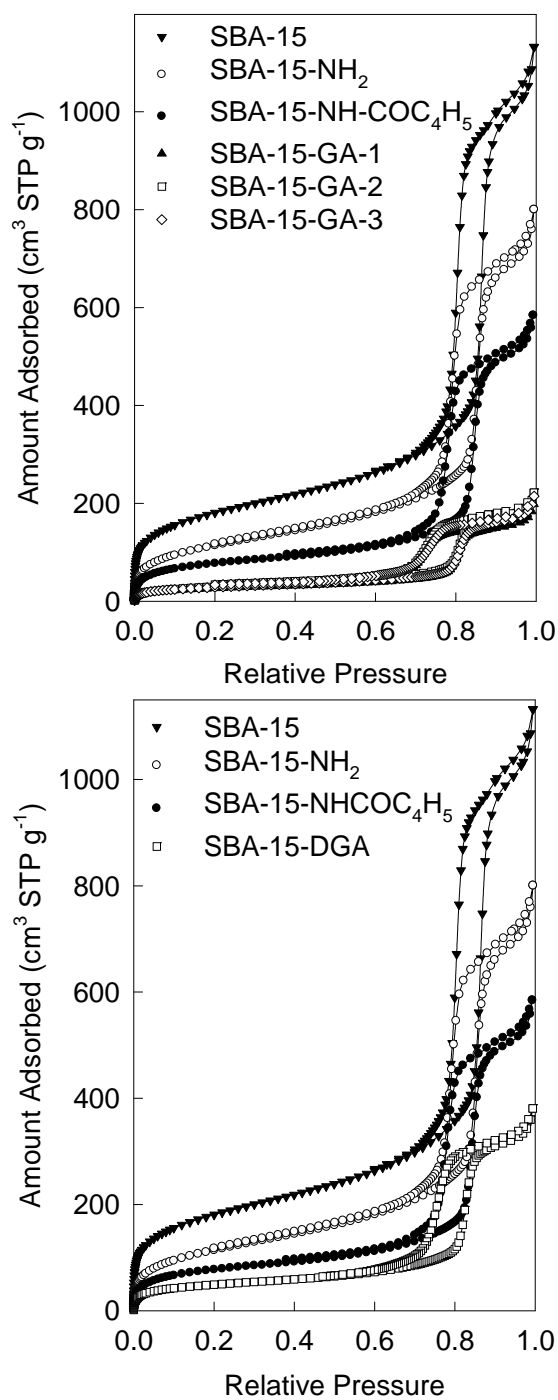 SBA-15
SBA-15-NH₂
SBA-15-NH-COC₄H₅
SBA-15-GA-1
SBA-15-GA-2
SBA-15-GA-3
Amount Adsorbed (cm³ STP g⁻¹)
1000
800
600
400
200
0
0.0 0.2 0.4 0.6 0.8 1.0
Relative Pressure
SBA-15
SBA-15-NH₂
SBA-15-NHCOC₄H₅
SBA-15-DGA
Amount Adsorbed (cm³ STP g⁻¹)
1000
800
600
400
200
0
0.0 0.2 0.4 0.6 0.8 1.0
Relative Pressure